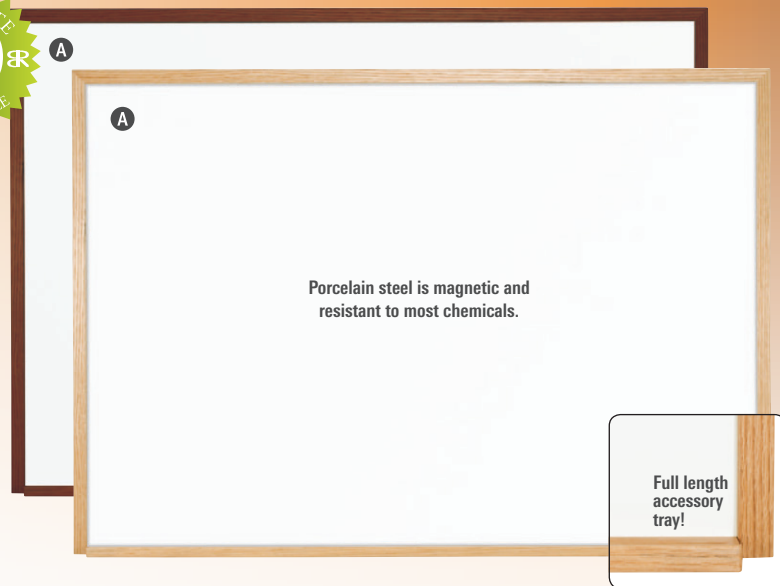 A
A
Porcelain steel is magnetic and
resistant to most chemicals.
Full length
accessory
tray!